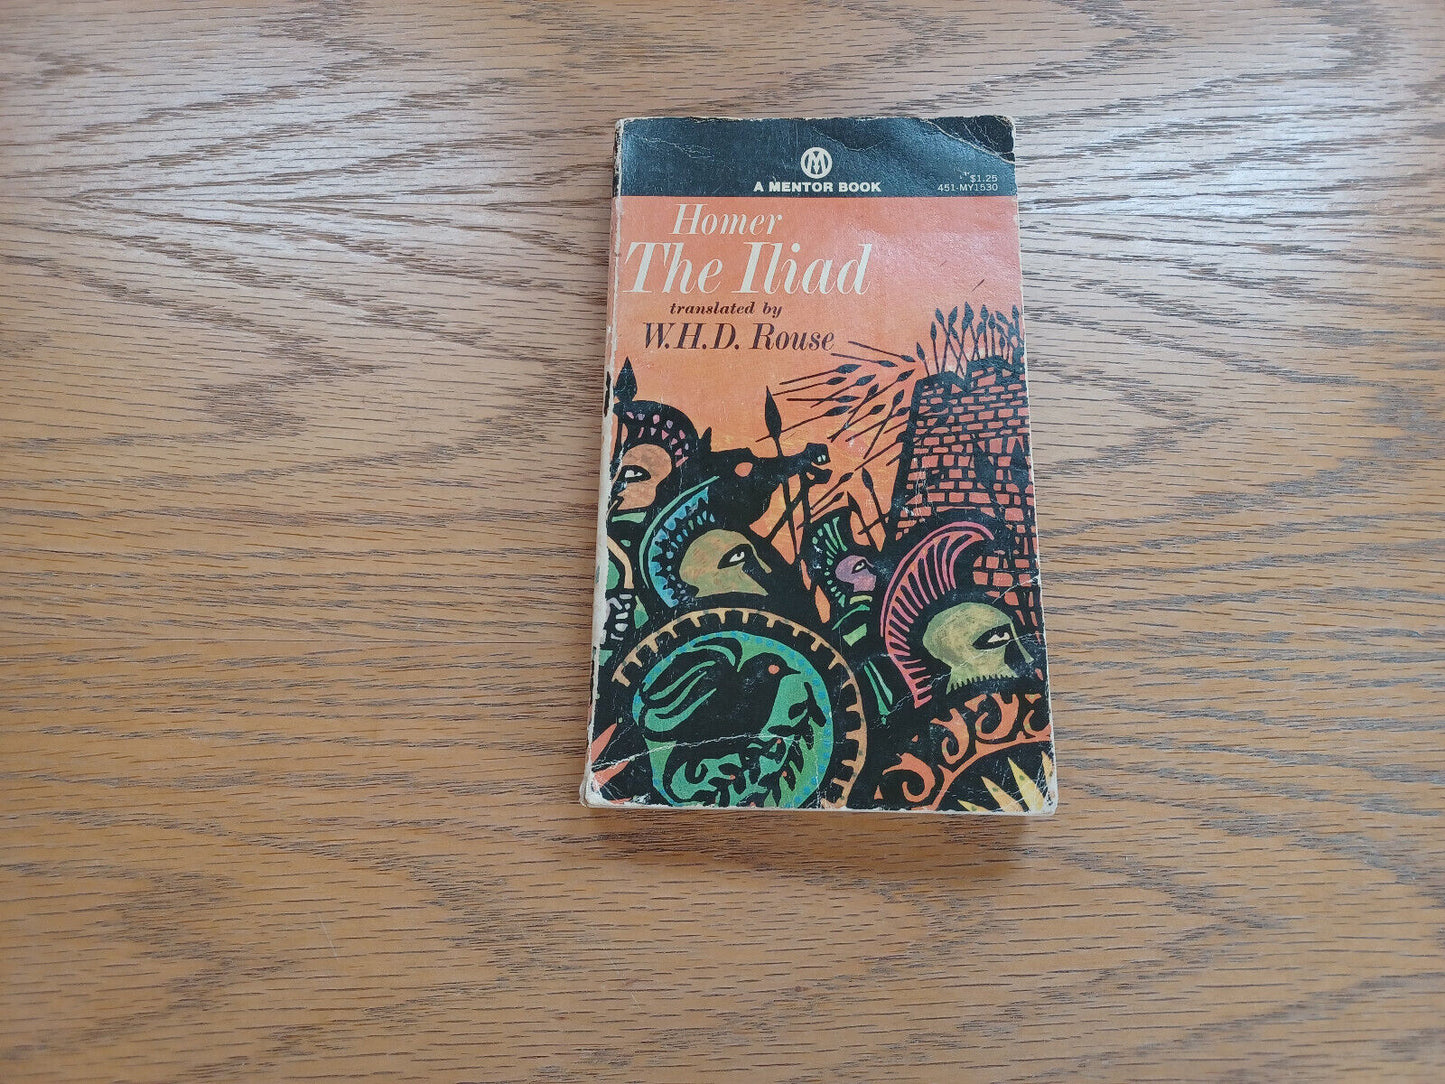 M
A MENTOR BOOK
$1.25
451-MY1530
Homer
The Iliad
translated by
W.H.D. Rouse